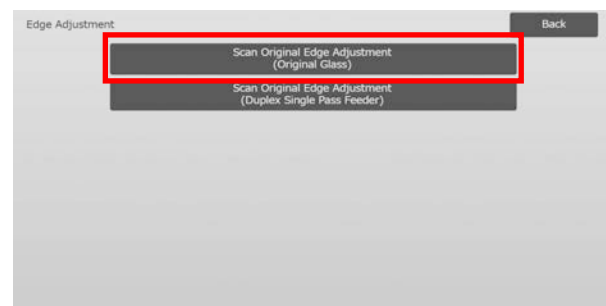 Edge Adjustment
Back
Scan Original Edge Adjustment
(Original Glass)
Scan Original Edge Adjustment
(Duplex Single Pass Feeder)